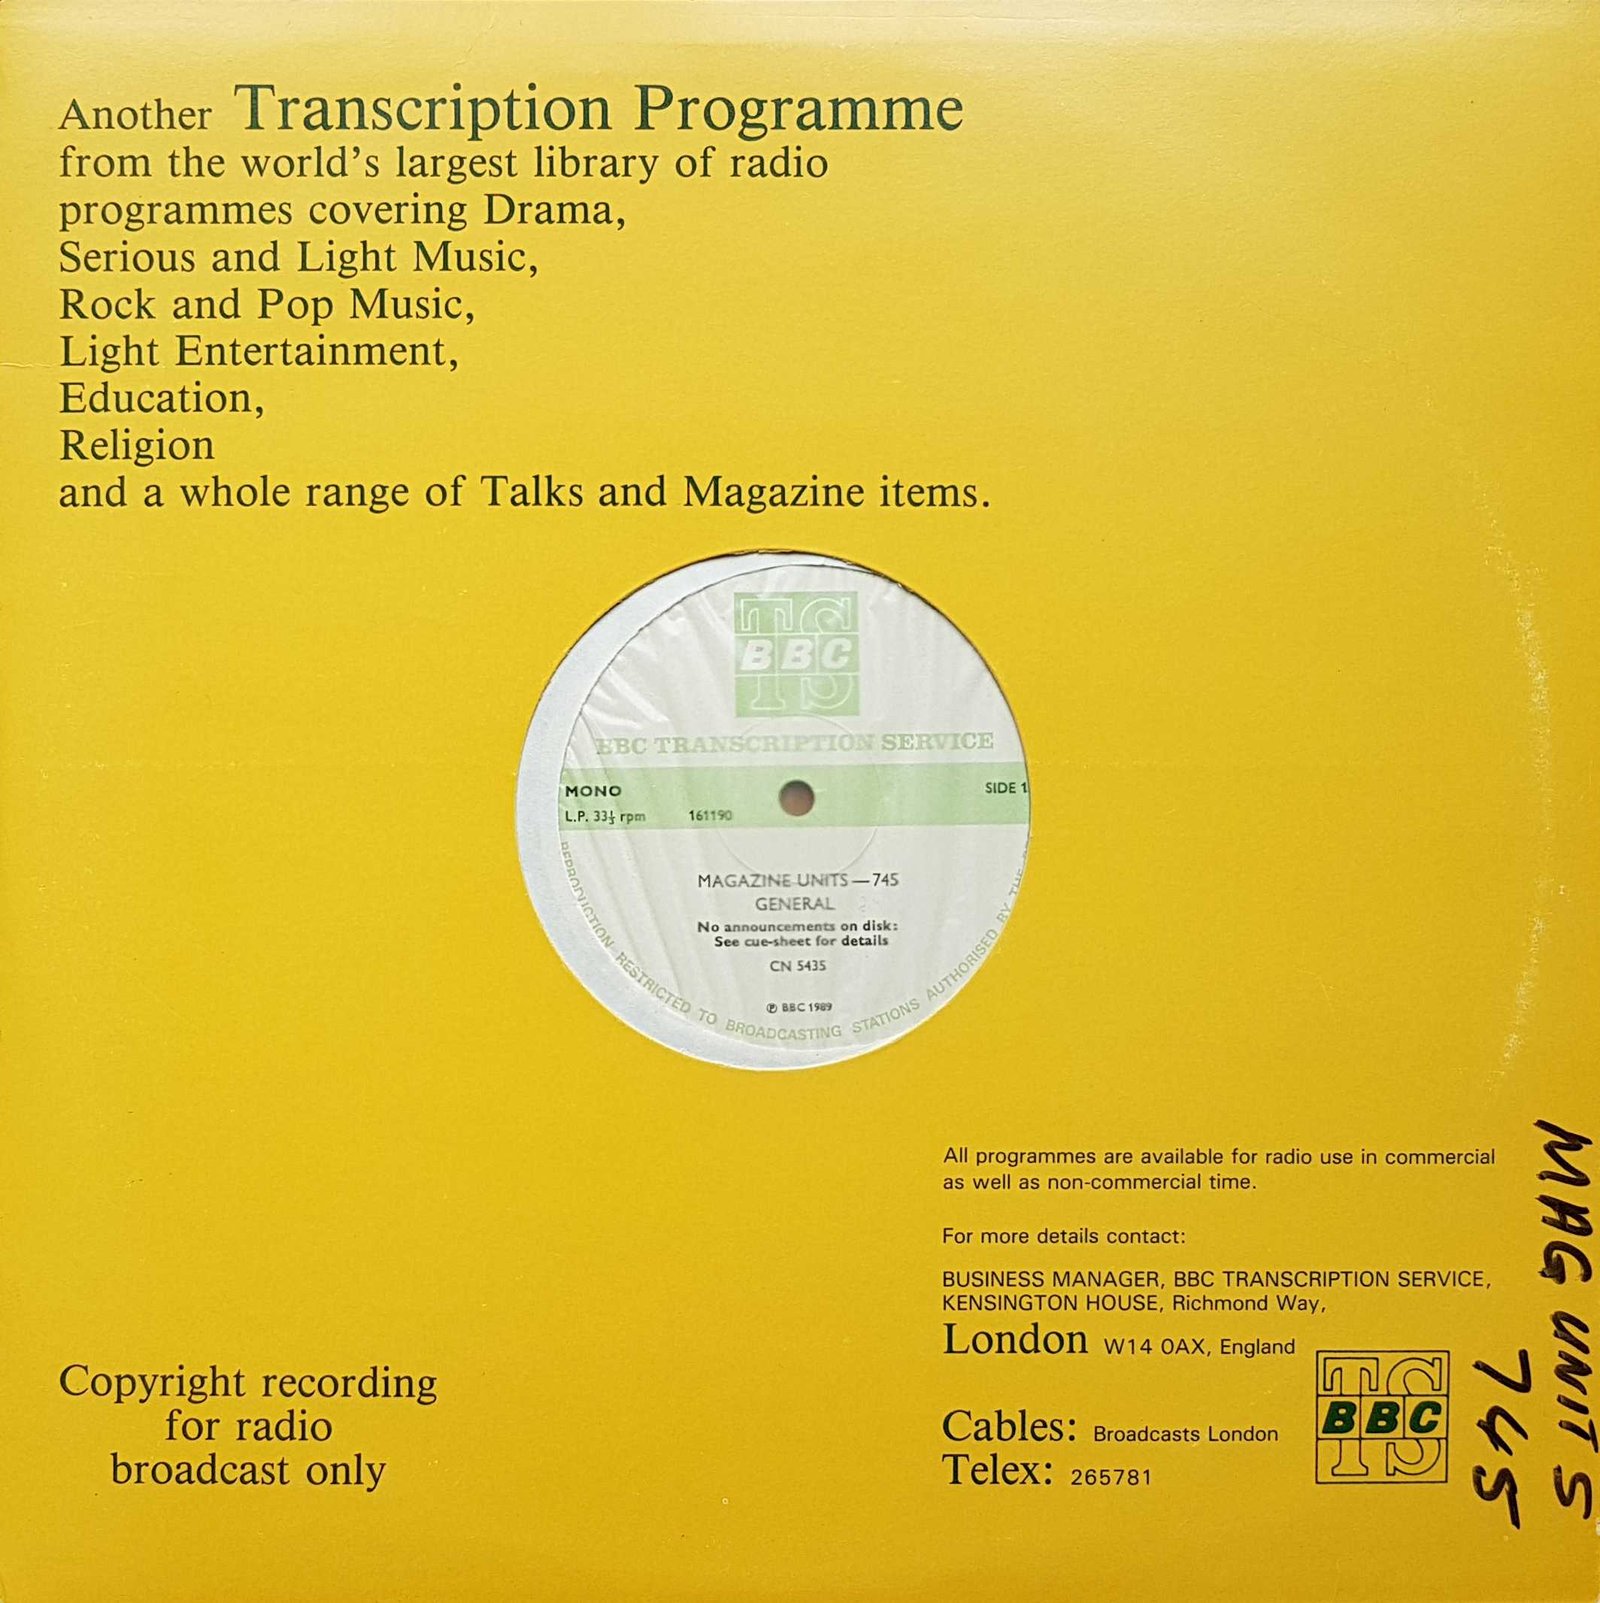 Another Transcription Programme
from the world's largest library of radio
programmes covering Drama,
Serious and Light Music,
Rock and Pop Music,
Light Entertainment,
Education,
Religion
and a whole range of Talks and Magazine items.
TS
BBC
TS
BBC TRANSCRIPTION SERVICE
MONO
SIDE 1
L.P. 33⅓ rpm 161190
MAGAZINE UNITS—745
GENERAL
No announcements on disk:
See cue-sheet for details
CN 5435
℗ BBC 1989
REPRODUCTION RESTRICTED TO BROADCASTING STATIONS AUTHORISED BY THE
All programmes are available for radio use in commercial
as well as non-commercial time.
For more details contact:
BUSINESS MANAGER, BBC TRANSCRIPTION SERVICE,
KENSINGTON HOUSE, Richmond Way,
London W14 0AX, England
Cables: Broadcasts London
Telex: 265781
TS
BBC
TS
Copyright recording
for radio
broadcast only
MAG UNITS
745